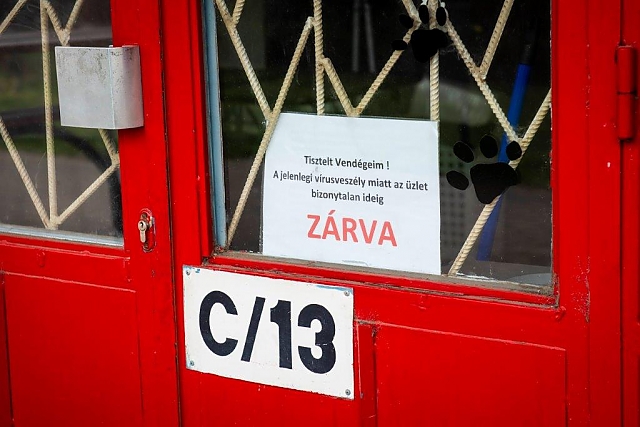 Tisztelt Vendégeim !
A jelenlegi vírusveszély miatt az üzlet
bizonytalan ideig
ZÁRVA
C/13